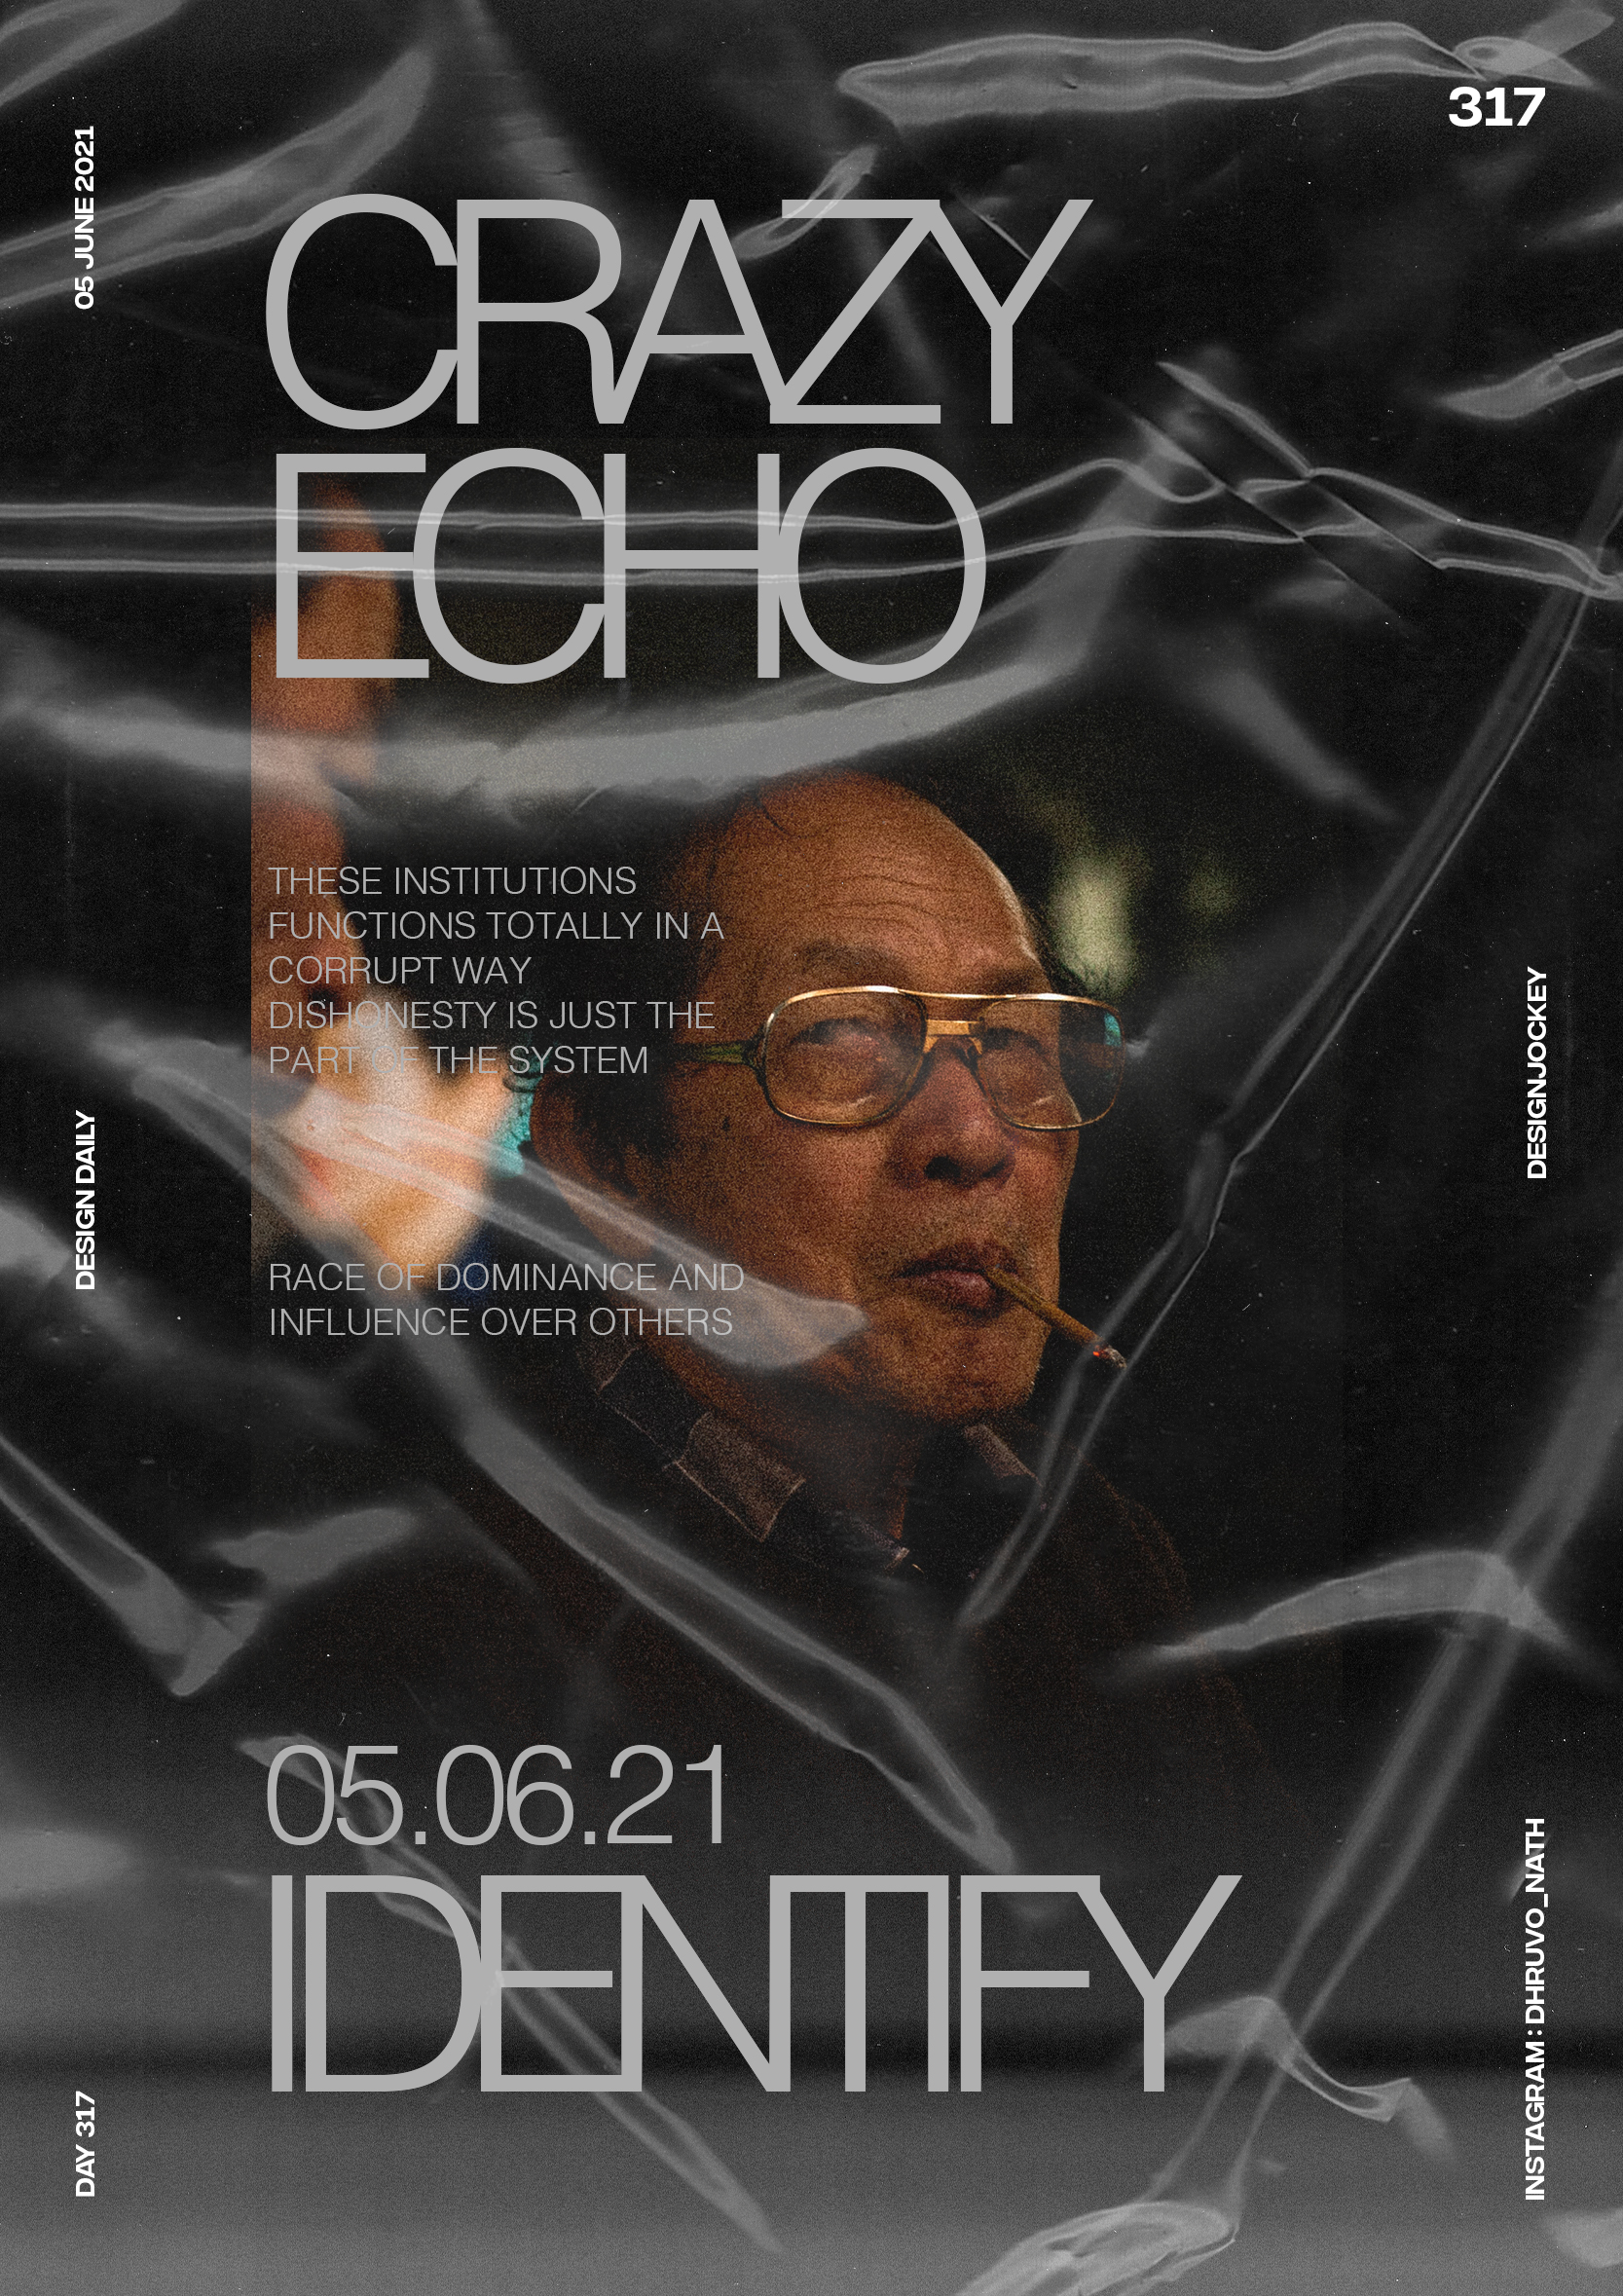 317
05 JUNE 2021
CRAZY
ECHO
THESE INSTITUTIONS
FUNCTIONS TOTALLY IN A
CORRUPT WAY
DISHONESTY IS JUST THE
PART OF THE SYSTEM
DESIGNJOCKEY
DESIGN DAILY
RACE OF DOMINANCE AND
INFLUENCE OVER OTHERS
05.06.21
IDENTIFY
INSTAGRAM : DHRUVO_NATH
DAY 317